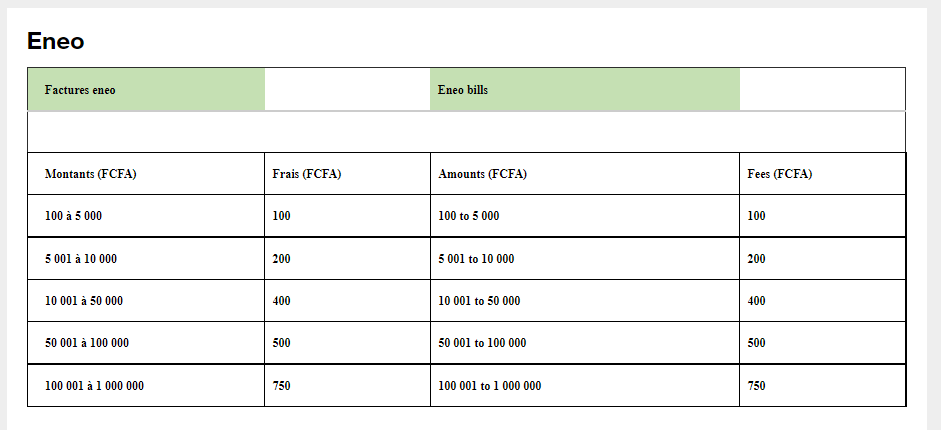 Eneo
Factures eneo Eneo bills
Montants (FCFA) Frais (FCFA) Amounts (FCFA) Fees (FCFA)
100 à 5 000 100 100 to 5 000 100
5 001 à 10 000 200 5 001 to 10 000 200
10 001 à 50 000 400 10 001 to 50 000 400
50 001 à 100 000 500 50 001 to 100 000 500
100 001 à 1 000 000 750 100 001 to 1 000 000 750